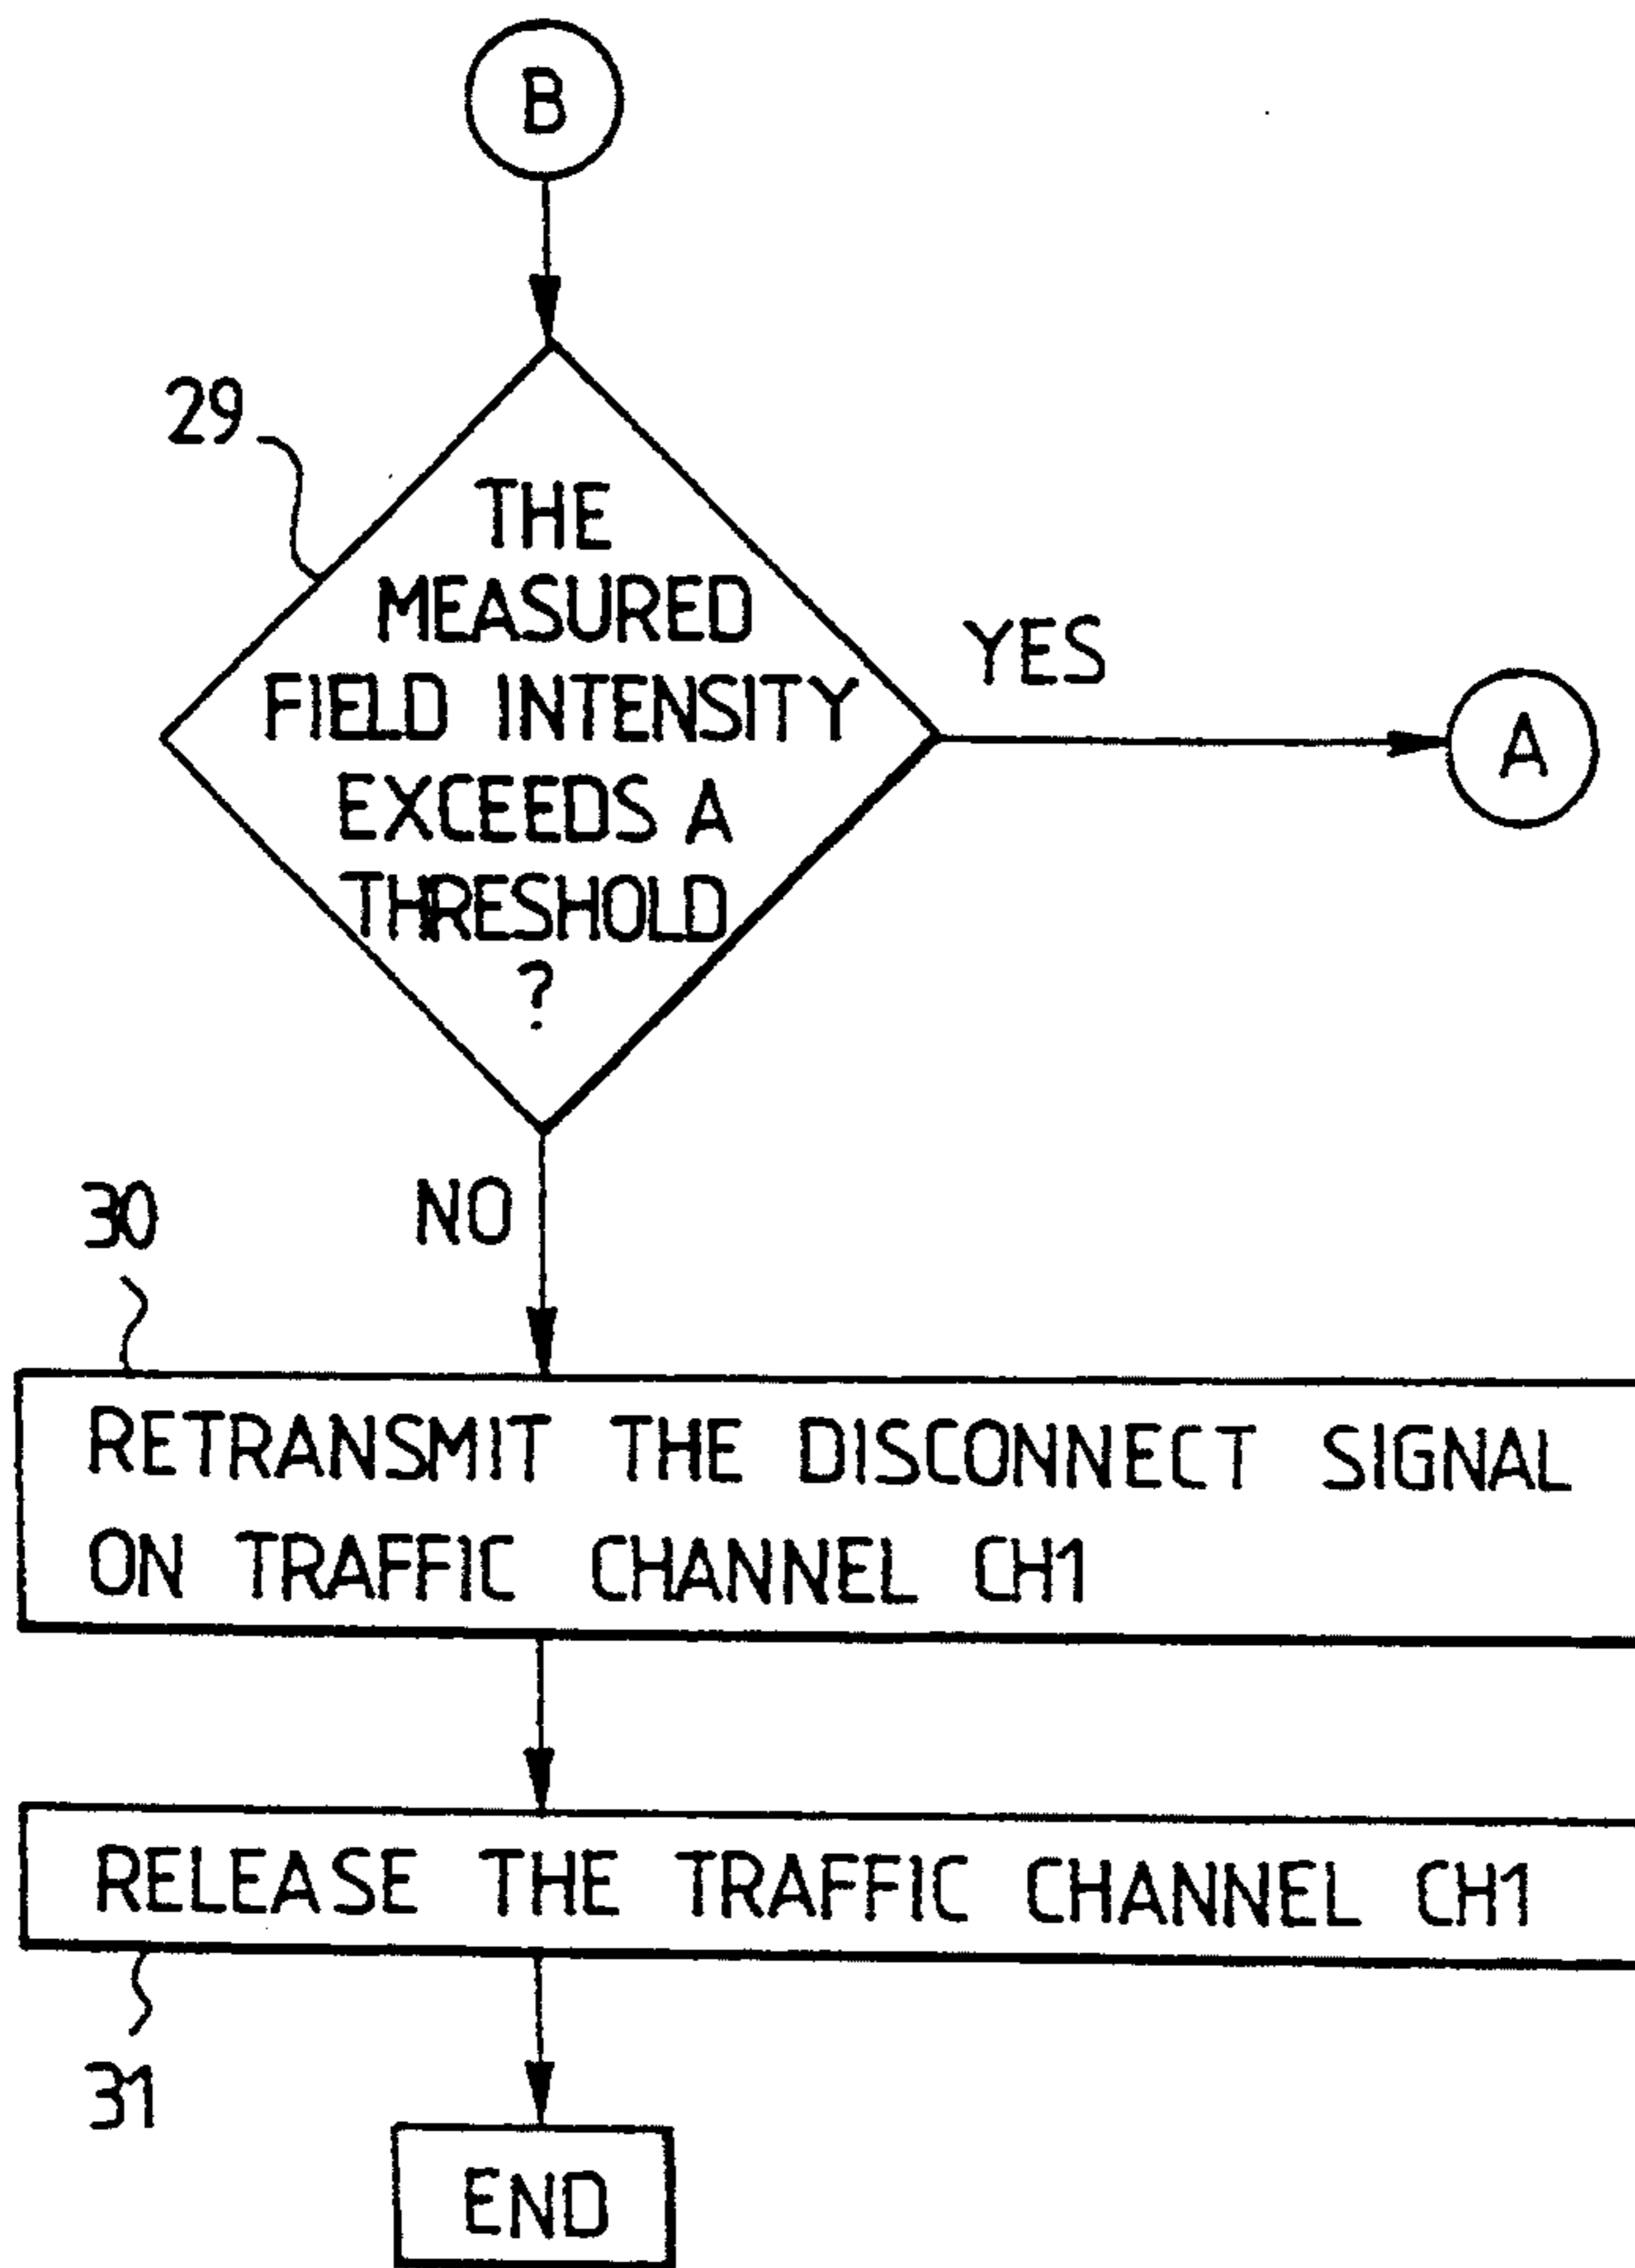 B
29
THE
MEASURED
FIELD INTENSITY
EXCEEDS A
THRESHOLD
?
YES
A
NO
30
RETRANSMIT THE DISCONNECT SIGNAL
ON TRAFFIC CHANNEL CH1
RELEASE THE TRAFFIC CHANNEL CH1
31
END